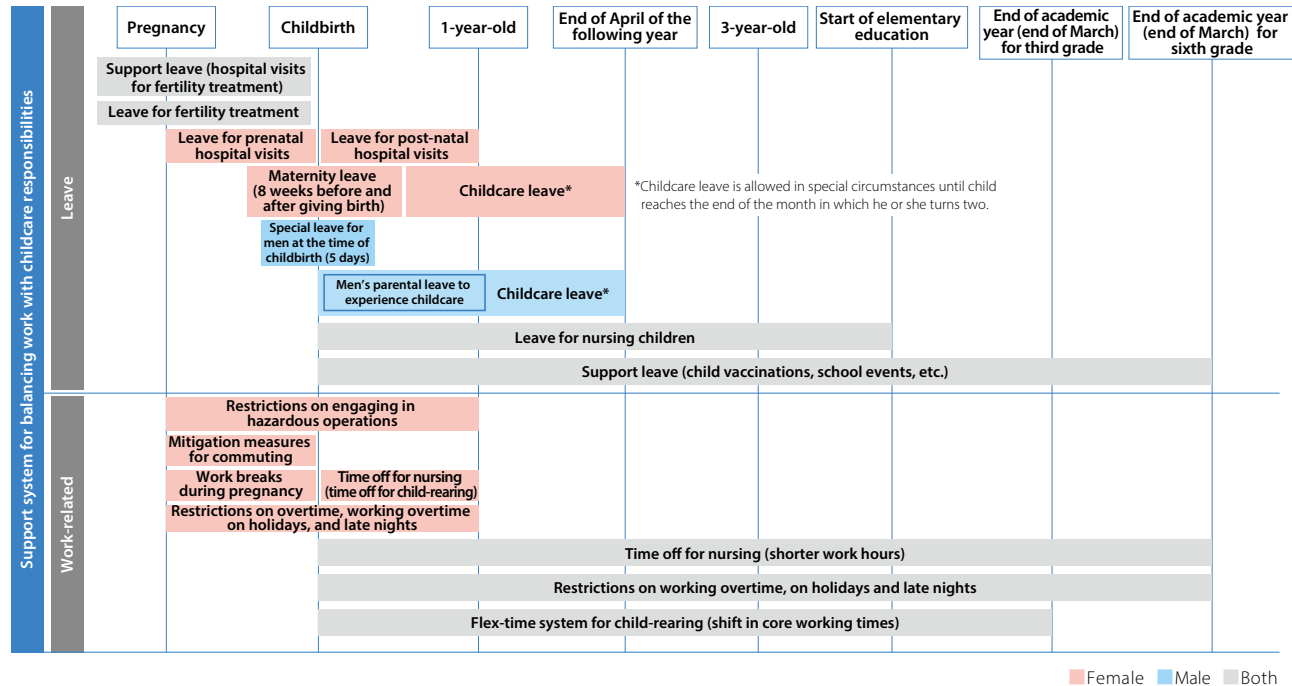 Pregnancy
Childbirth
1-year-old
End of April of the
following year
3-year-old
Start of elementary
education
End of academic
year (end of March)
for third grade
End of academic year
(end of March) for
sixth grade
Support system for balancing work with childcare responsibilities
Leave
Support leave (hospital visits
for fertility treatment)
Leave for fertility treatment
Leave for prenatal
hospital visits
Leave for post-natal
hospital visits
Maternity leave
(8 weeks before and
after giving birth)
Childcare leave*
*Childcare leave is allowed in special circumstances until child
reaches the end of the month in which he or she turns two.
Special leave for
men at the time of
childbirth (5 days)
Men's parental leave to
experience childcare
Childcare leave*
Leave for nursing children
Support leave (child vaccinations, school events, etc.)
Work-related
Restrictions on engaging in
hazardous operations
Mitigation measures
for commuting
Work breaks
during pregnancy
Time off for nursing
(time off for child-rearing)
Restrictions on overtime, working overtime
on holidays, and late nights
Time off for nursing (shorter work hours)
Restrictions on working overtime, on holidays and late nights
Flex-time system for child-rearing (shift in core working times)
Female
Male
Both